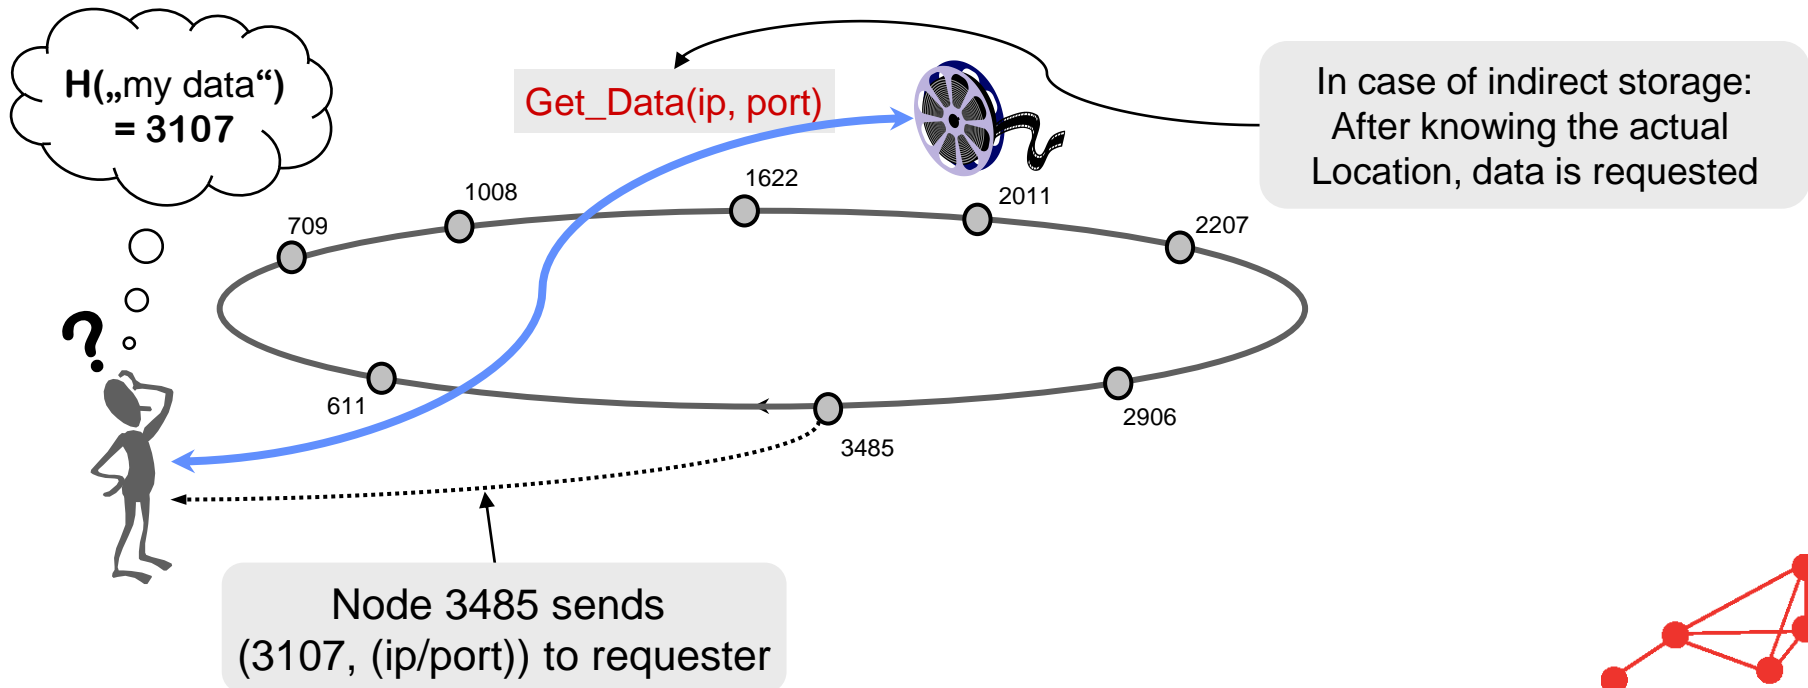 H(„my data“)
= 3107
Get_Data(ip, port)
In case of indirect storage:
After knowing the actual
Location, data is requested
1008
1622
2011
709
2207
?
611
2906
3485
Node 3485 sends
(3107, (ip/port)) to requester